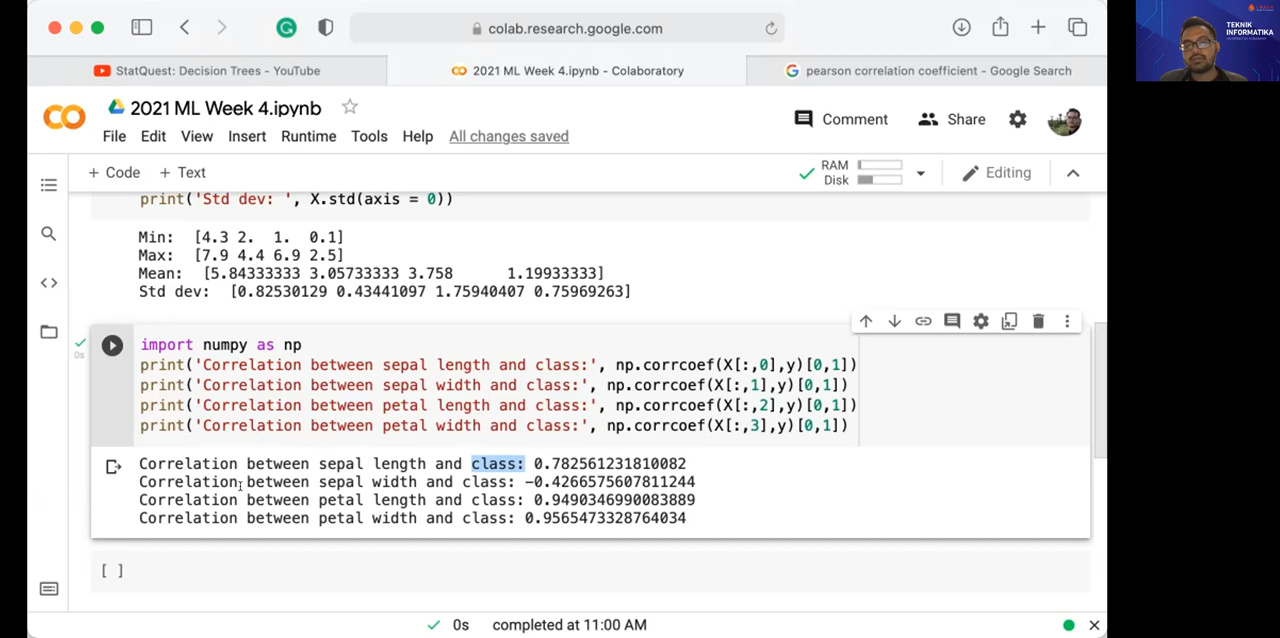 colab.research.google.com
TEKNIK
INFORMATIKA
StatQuest: Decision Trees - YouTube
2021 ML Week 4.ipynb - Colaboratory
pearson correlation coefficient - Google Search
2021 ML Week 4.ipynb
File Edit View Insert Runtime Tools Help All changes saved
Comment Share
+ Code + Text
RAM
Disk
Editing
print('Std dev: ', X.std(axis = 0))
Min: [4.3 2. 1. 0.1]
Max: [7.9 4.4 6.9 2.5]
Mean: [5.84333333 3.05733333 3.758 1.19933333]
Std dev: [0.82530129 0.43441097 1.75940407 0.75969263]
0s
import numpy as np
print('Correlation between sepal length and class:', np.corrcoef(X[:,0],y)[0,1])
print('Correlation between sepal width and class:', np.corrcoef(X[:,1],y)[0,1])
print('Correlation between petal length and class:', np.corrcoef(X[:,2],y)[0,1])
print('Correlation between petal width and class:', np.corrcoef(X[:,3],y)[0,1])
Correlation between sepal length and class: 0.782561231810082
Correlation between sepal width and class: -0.4266575607811244
Correlation between petal length and class: 0.9490346990083889
Correlation between petal width and class: 0.9565473328764034
[ ]
0s completed at 11:00 AM